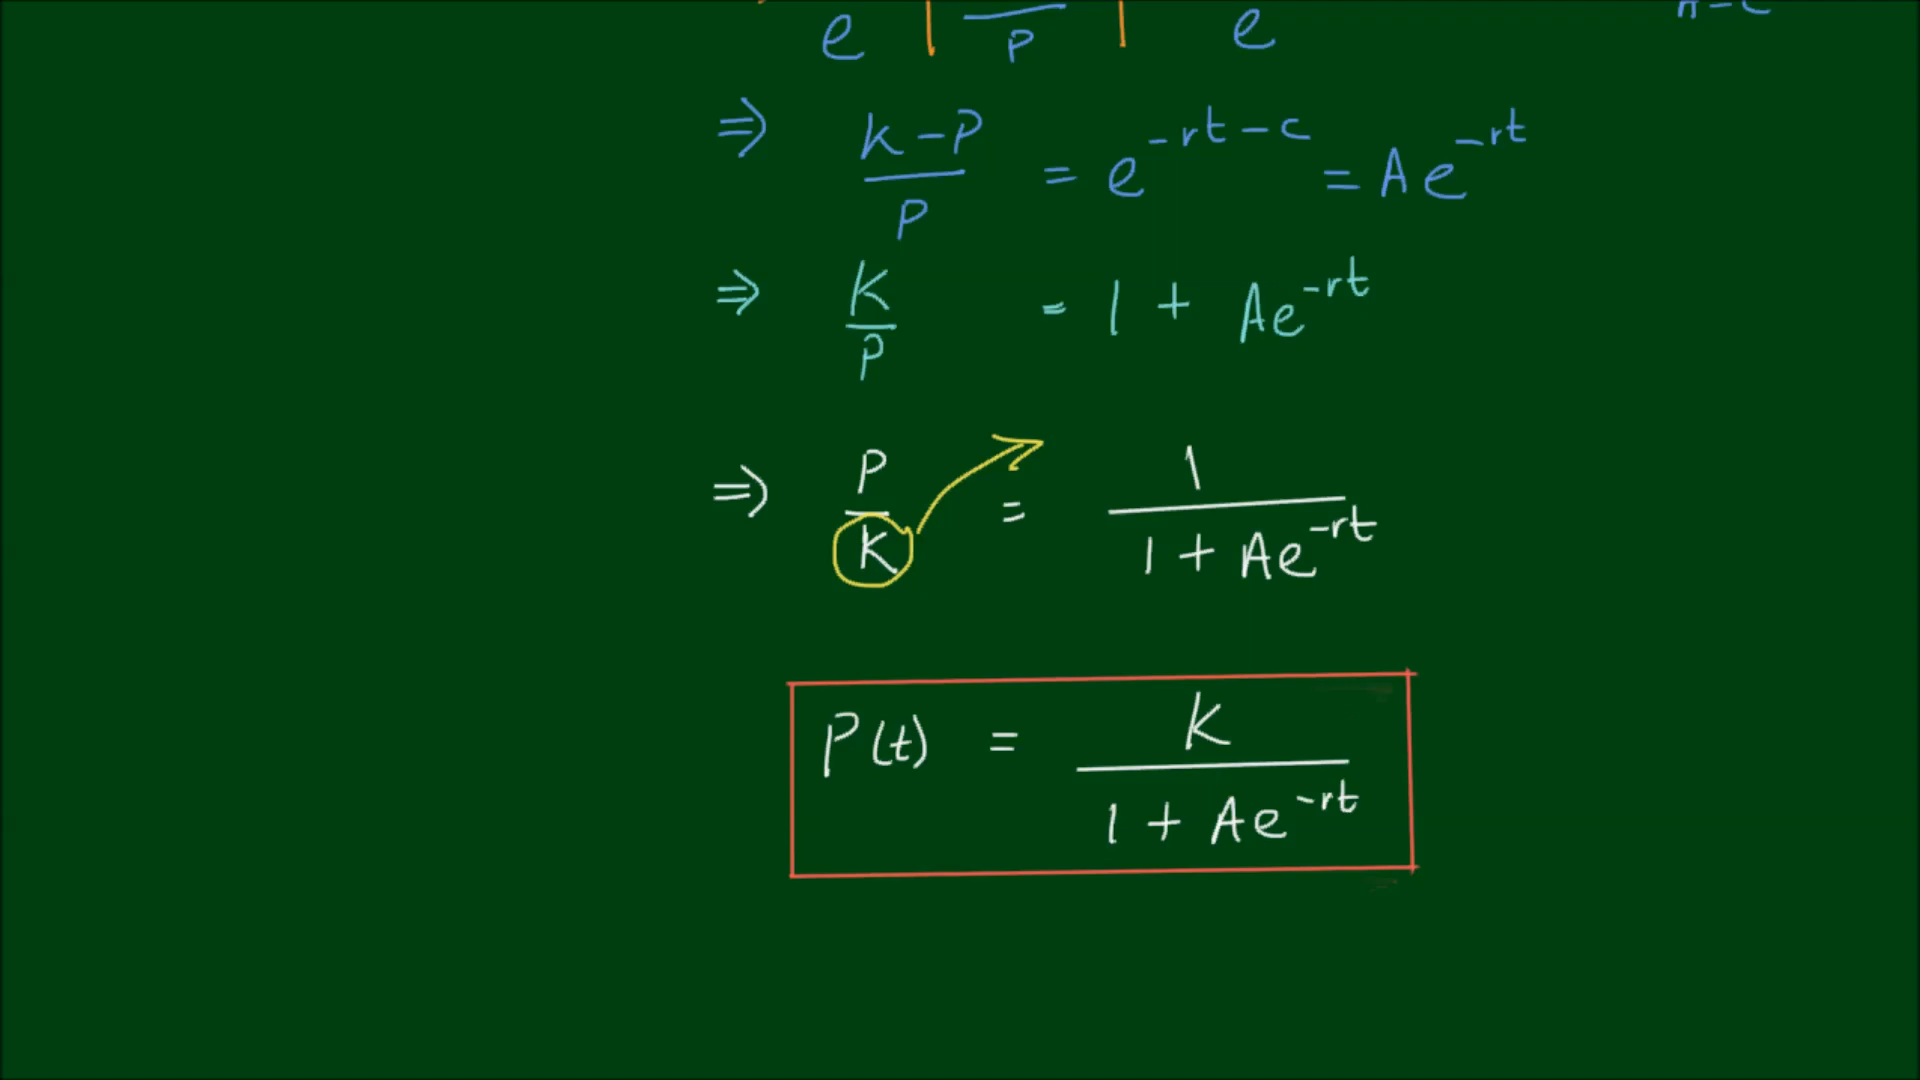 e | ― / P | e
⇒ (K – P)/P = e^(–rt – c) = Ae^(–rt)
⇒ K/P = 1 + Ae^(–rt)
⇒ P/K = 1/(1 + Ae^(–rt))
P(t) = K/(1 + Ae^(–rt))